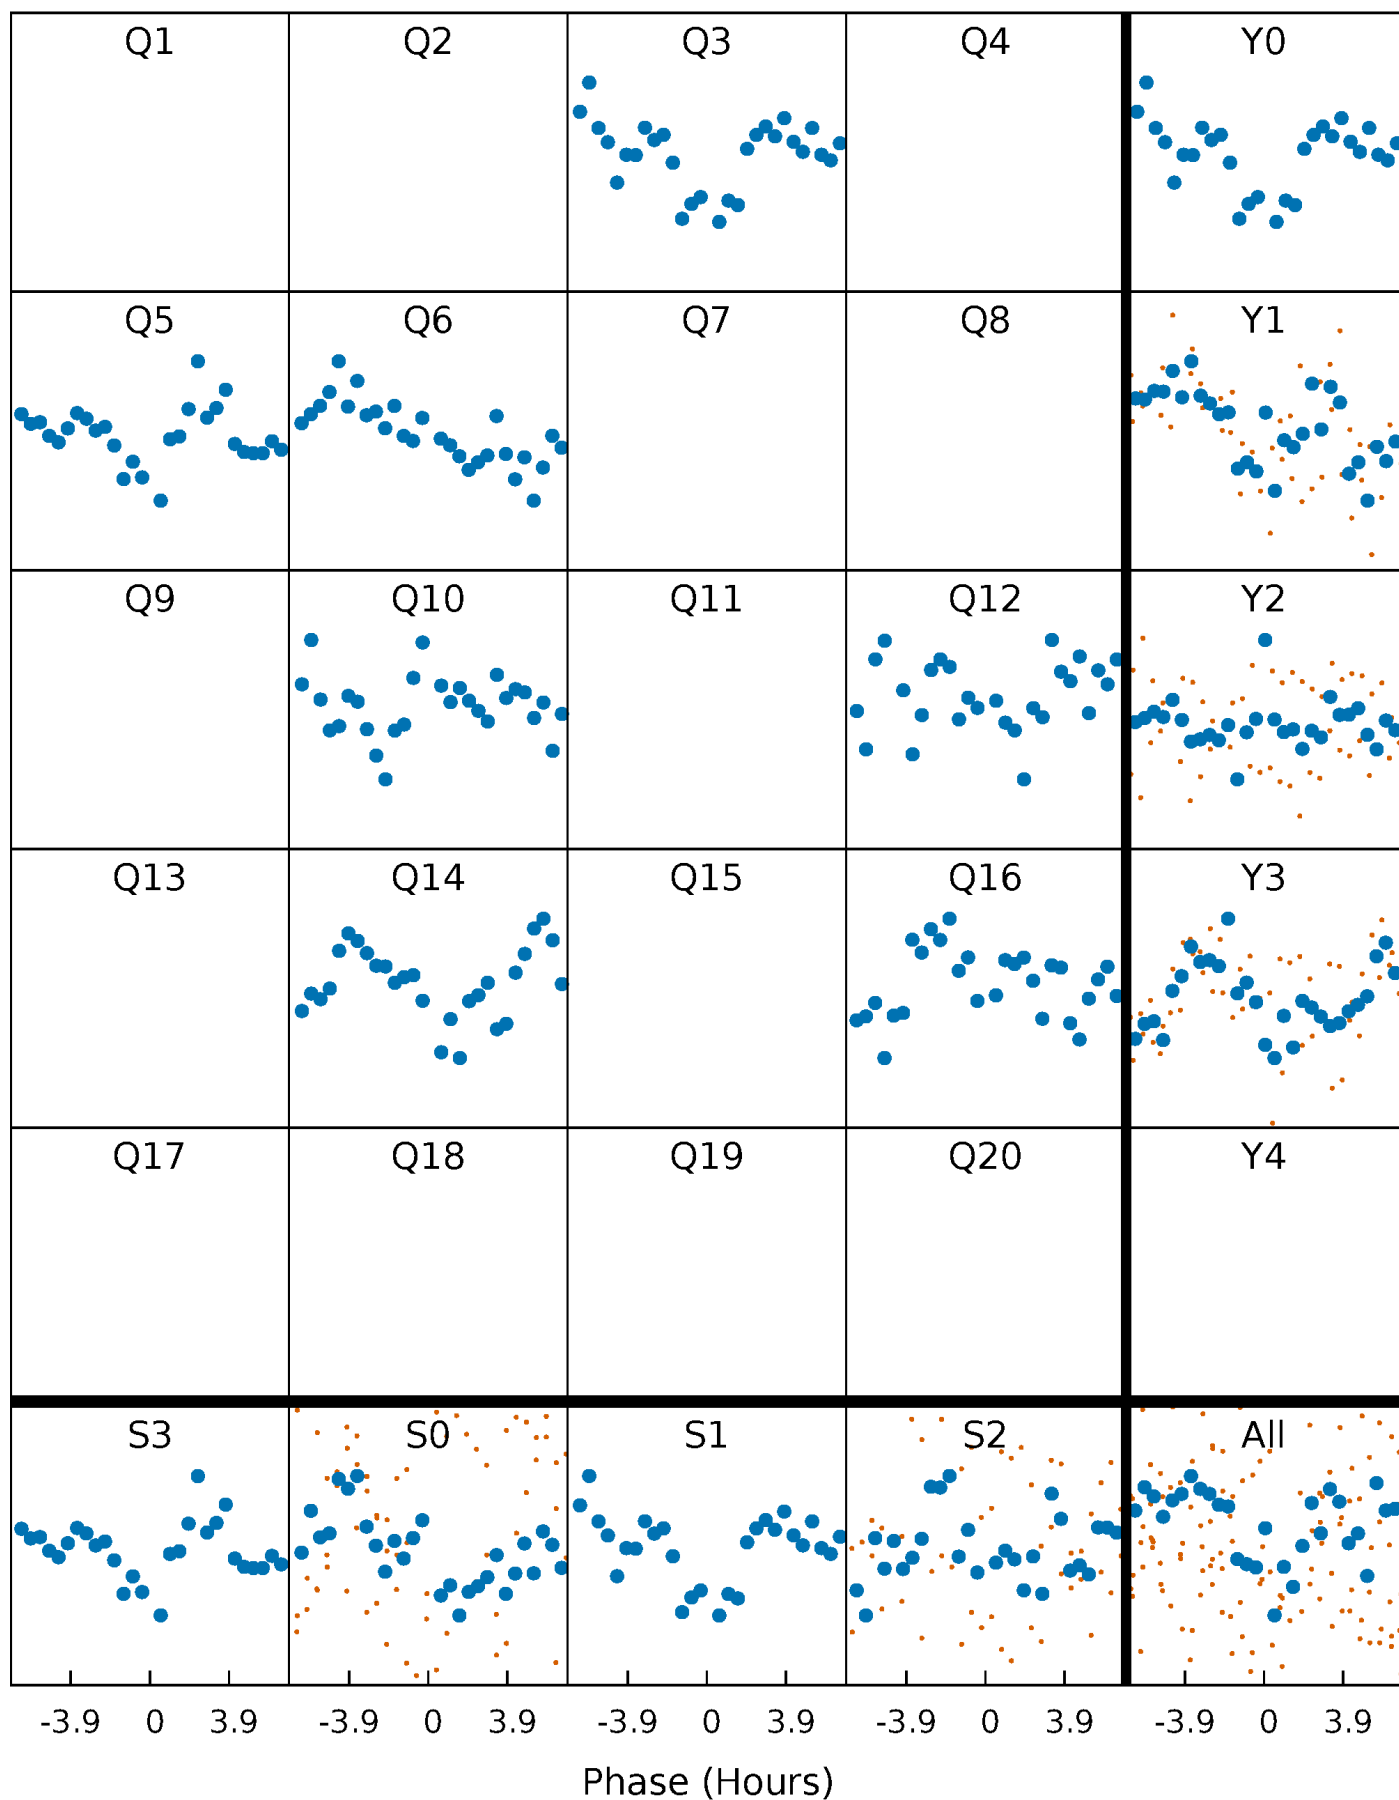 Q1 Q2 Q3 Q4 Y0
Q5 Q6 Q7 Q8 Y1
Q9 Q10 Q11 Q12 Y2
Q13 Q14 Q15 Q16 Y3
Q17 Q18 Q19 Q20 Y4
S3 S0 S1 S2 All
-3.9 0 3.9 -3.9 0 3.9 -3.9 0 3.9 -3.9 0 3.9 -3.9 0 3.9
Phase (Hours)